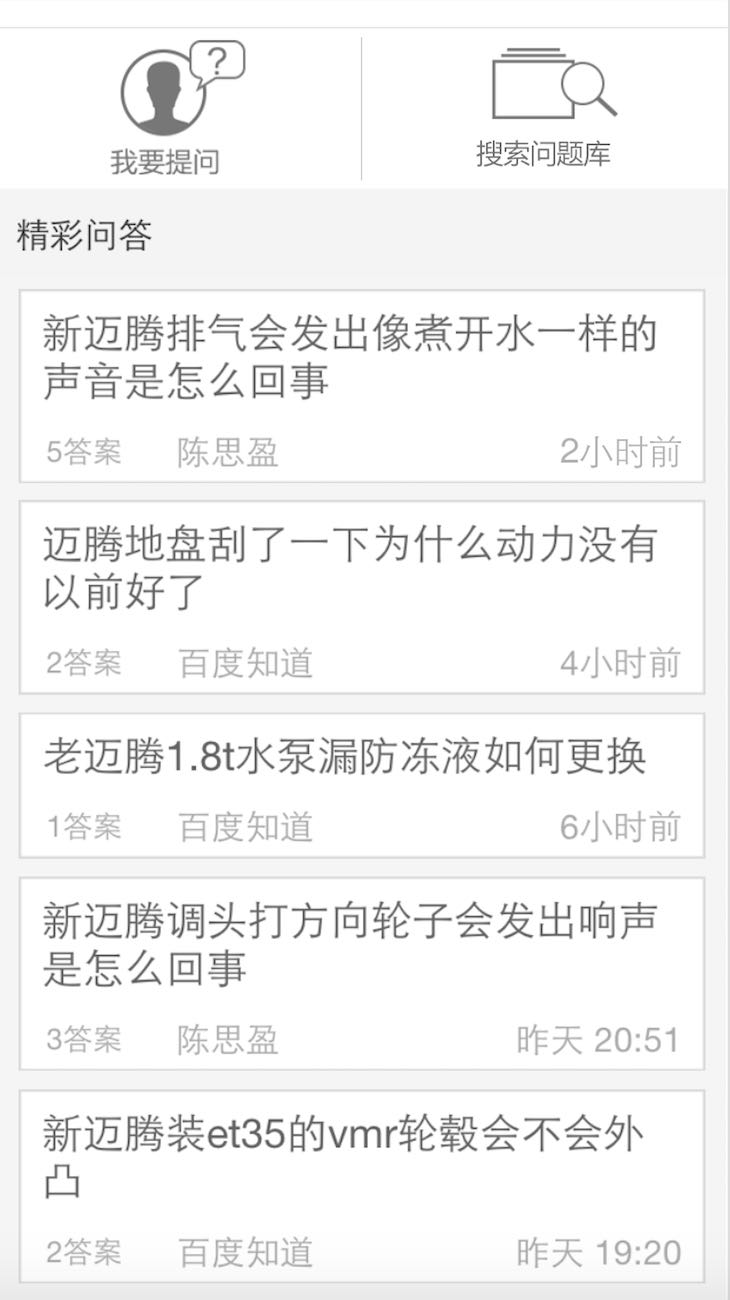 ?
我要提问
搜索问题库
精彩问答
新迈腾排气会发出像煮开水一样的
声音是怎么回事
5答案 陈思盈 2小时前
迈腾地盘刮了一下为什么动力没有
以前好了
2答案 百度知道 4小时前
老迈腾1.8t水泵漏防冻液如何更换
1答案 百度知道 6小时前
新迈腾调头打方向轮子会发出响声
是怎么回事
3答案 陈思盈 昨天 20:51
新迈腾装et35的vmr轮毂会不会外
凸
2答案 百度知道 昨天 19:20